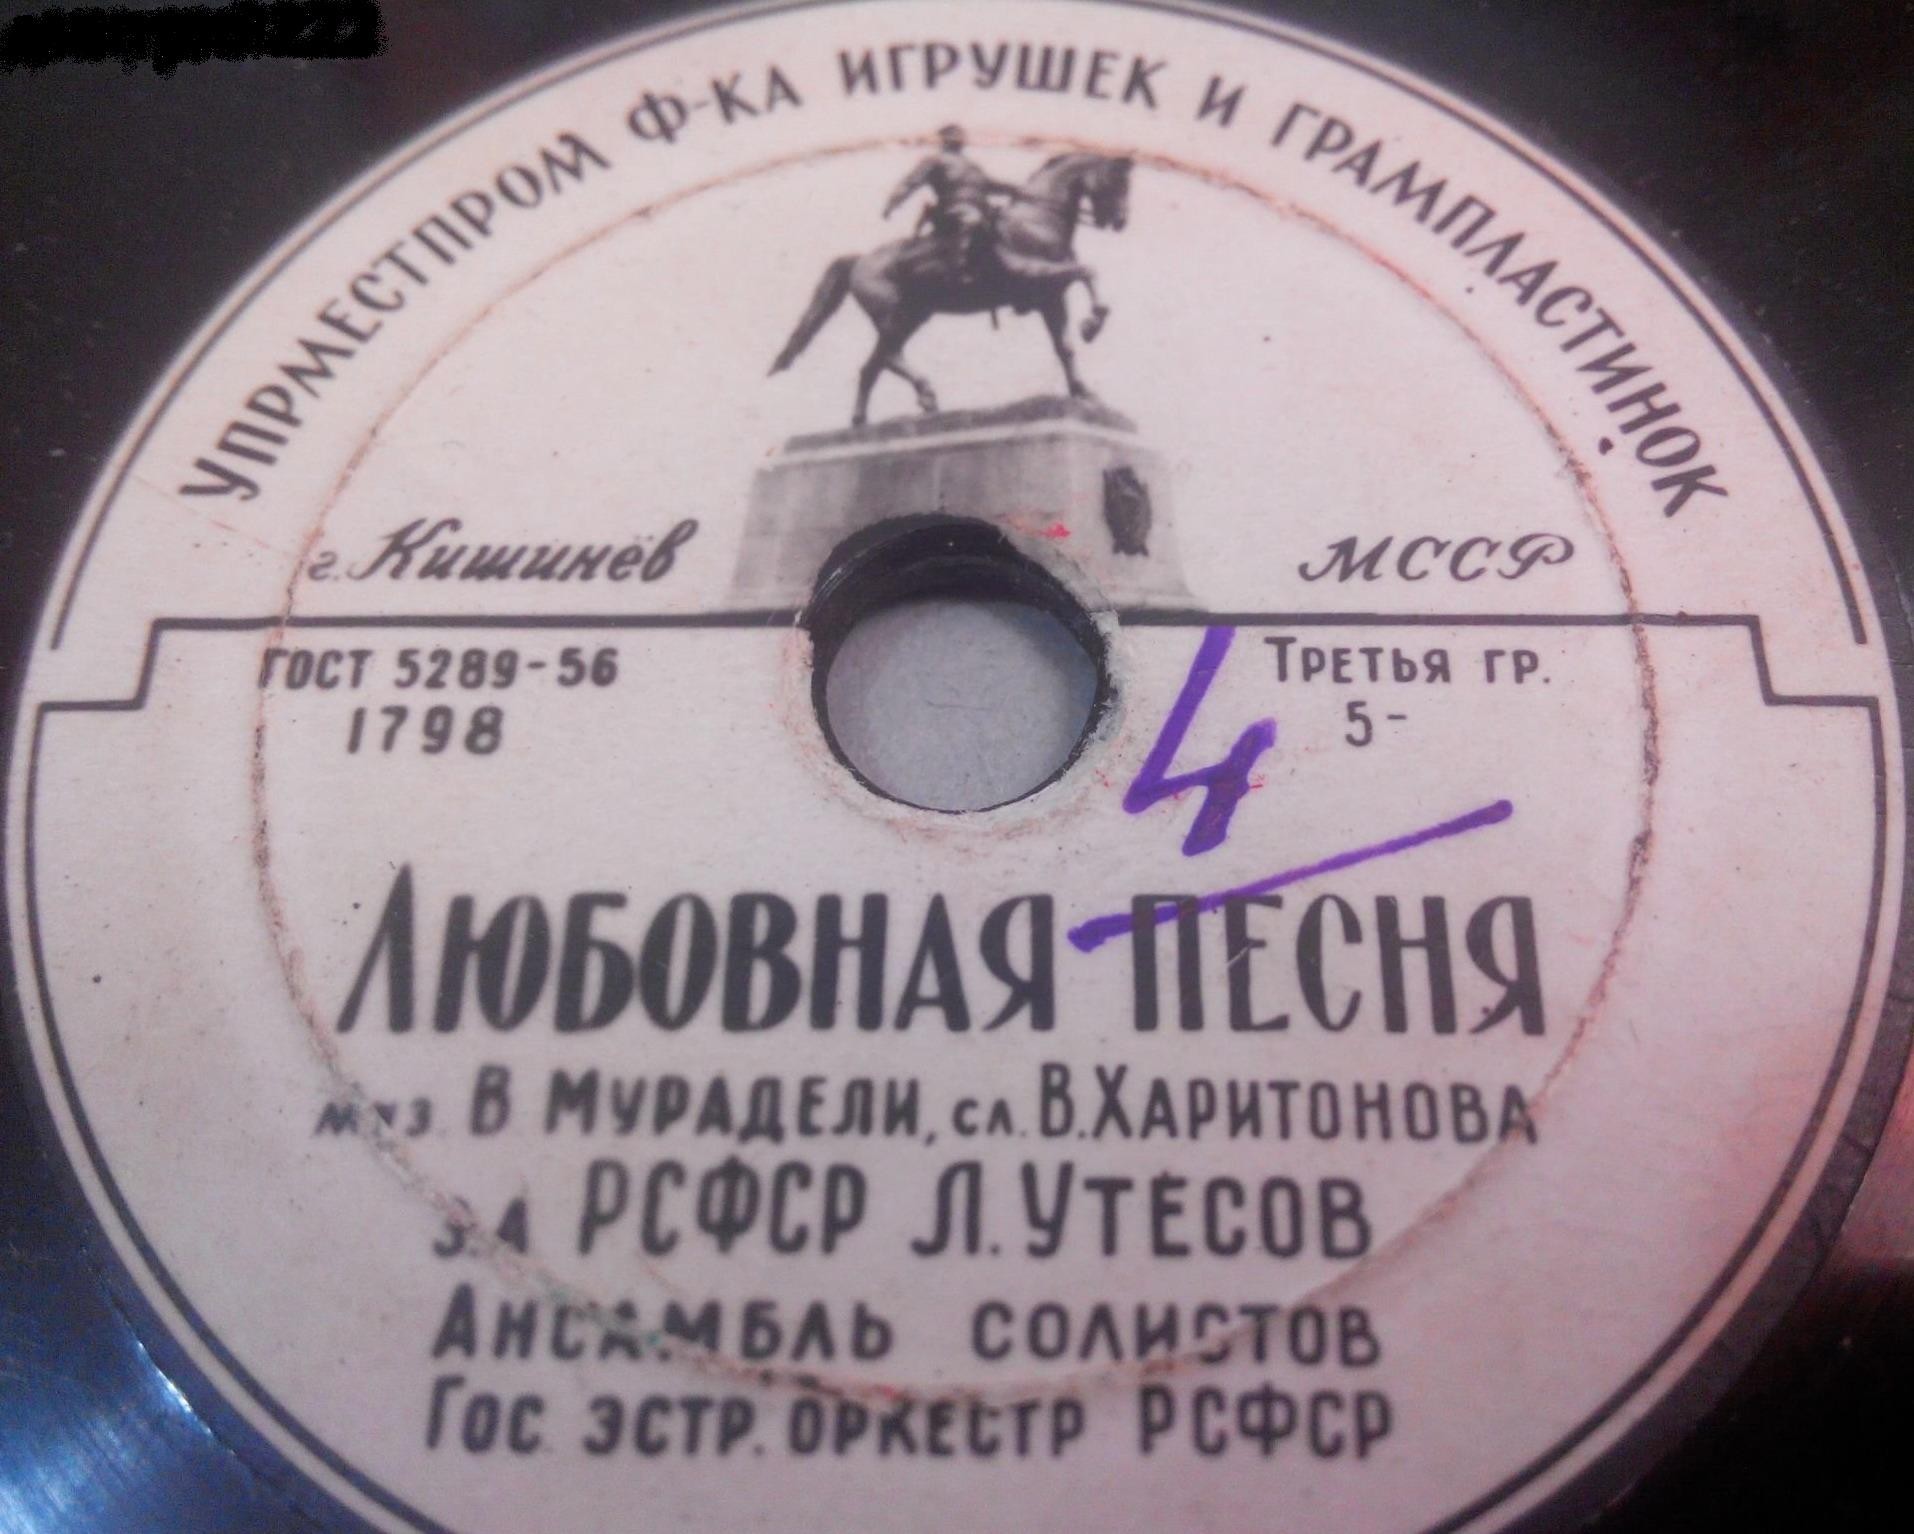 УПРМЕСТПРОМ Ф-КА ИГРУШЕК И ГРАМПЛАСТИНОК
г. Кишинёв МССР
ГОСТ 5289-56 ТРЕТЬЯ ГР.
1798 5-
4
ЛЮБОВНАЯ ПЕСНЯ
муз. В МУРАДЕЛИ, сл. В. ХАРИТОНОВА
З.А РСФСР Л. УТЕСОВ
АНСАМБЛЬ СОЛИСТОВ
ГОС. ЭСТР. ОРКЕСТР РСФСР